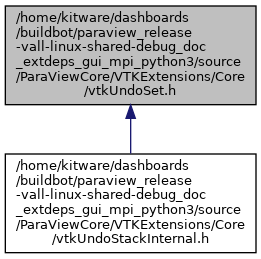 /home/kitware/dashboards
/buildbot/paraview_release
-vall-linux-shared-debug_doc
_extdeps_gui_mpi_python3/source
/ParaViewCore/VTKExtensions/Core
/vtkUndoSet.h
/home/kitware/dashboards
/buildbot/paraview_release
-vall-linux-shared-debug_doc
_extdeps_gui_mpi_python3/source
/ParaViewCore/VTKExtensions/Core
/vtkUndoStackInternal.h